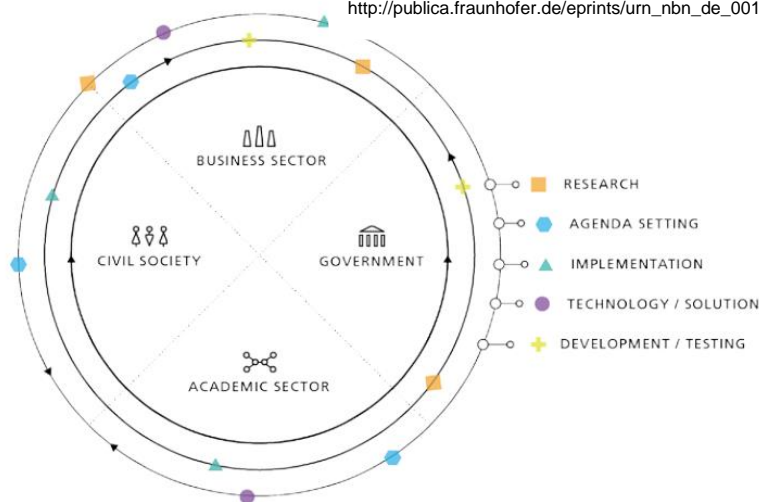 http://publica.fraunhofer.de/eprints/urn_nbn_de_001
BUSINESS SECTOR
CIVIL SOCIETY
GOVERNMENT
ACADEMIC SECTOR
RESEARCH
AGENDA SETTING
IMPLEMENTATION
TECHNOLOGY / SOLUTION
DEVELOPMENT / TESTING